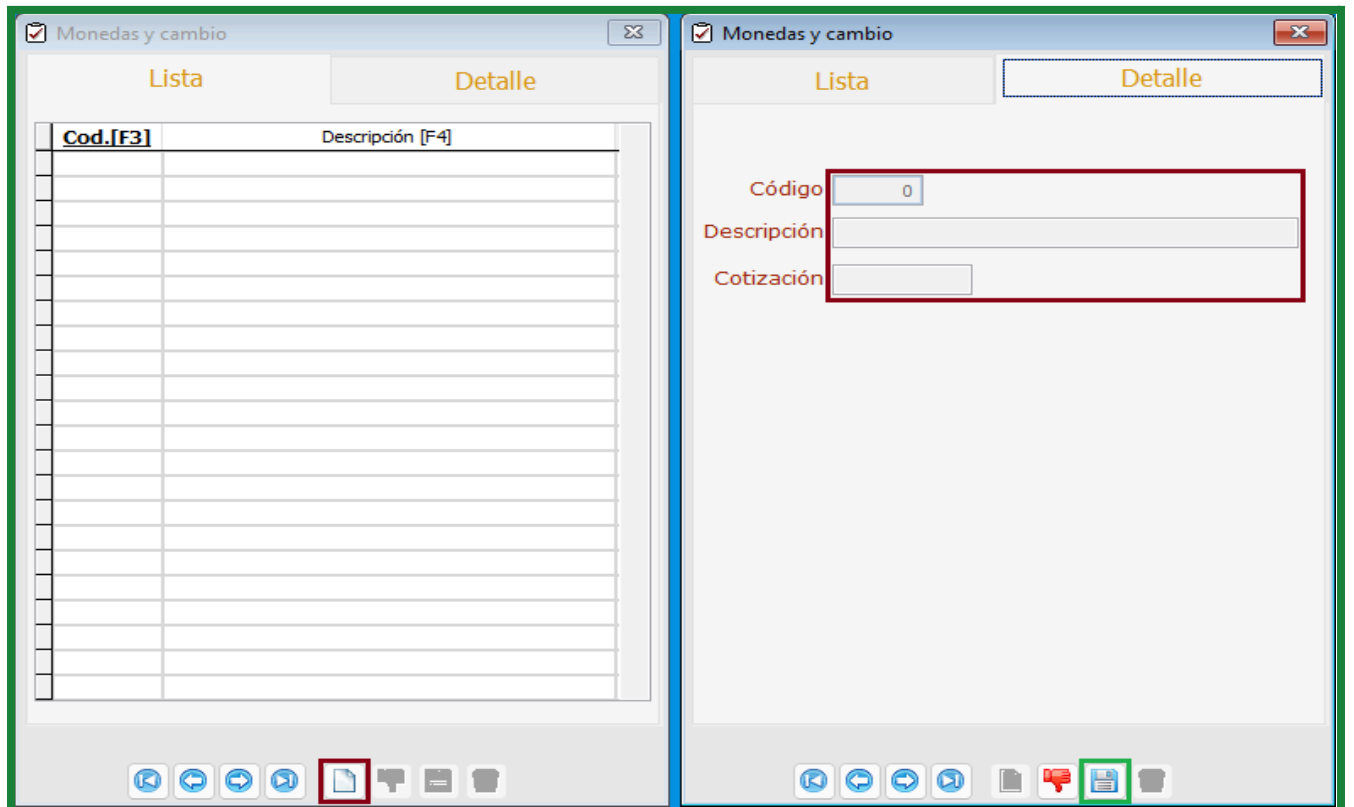 Monedas y cambio
Lista Detalle
Cod.[F3] Descripción [F4]
Monedas y cambio
Lista Detalle
Código 0
Descripción
Cotización